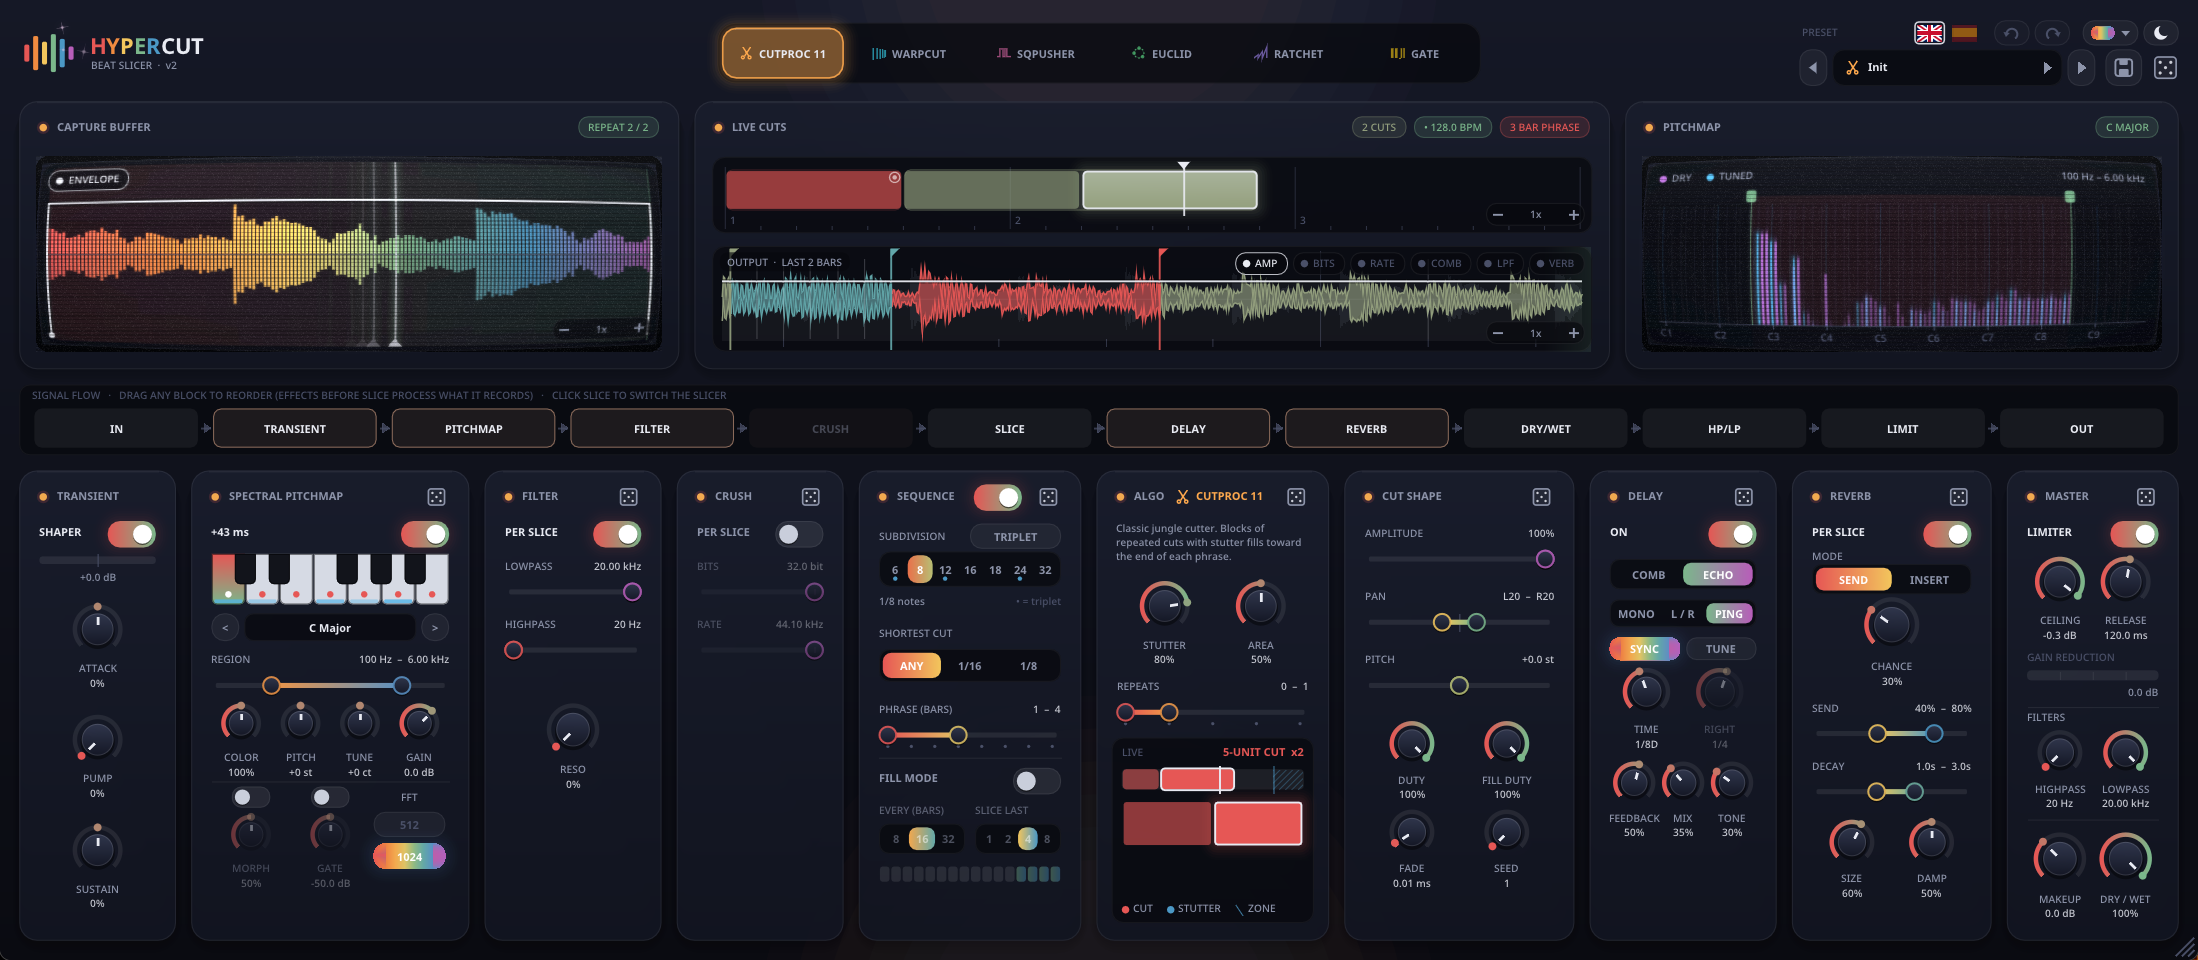 HYPERCUT
BEAT SLICER · v2
CUTPROC 11
WARPCUT
SQPUSHER
EUCLID
RATCHET
GATE
PRESET
Init
CAPTURE BUFFER
REPEAT 2 / 2
ENVELOPE
1x
LIVE CUTS
2 CUTS
• 128.0 BPM
3 BAR PHRASE
1
2
3
1x
OUTPUT · LAST 2 BARS
AMP
BITS
RATE
COMB
LPF
VERB
1x
PITCHMAP
C MAJOR
DRY
TUNED
100 Hz – 6.00 kHz
C1
C2
C3
C4
C5
C6
C7
C8
C9
SIGNAL FLOW · DRAG ANY BLOCK TO REORDER (EFFECTS BEFORE SLICE PROCESS WHAT IT RECORDS) · CLICK SLICE TO SWITCH THE SLICER
IN
TRANSIENT
PITCHMAP
FILTER
CRUSH
SLICE
DELAY
REVERB
DRY/WET
HP/LP
LIMIT
OUT
TRANSIENT
SHAPER
+0.0 dB
ATTACK
0%
PUMP
0%
SUSTAIN
0%
SPECTRAL PITCHMAP
+43 ms
<
C Major
>
REGION
100 Hz – 6.00 kHz
COLOR
100%
PITCH
+0 st
TUNE
+0 ct
GAIN
0.0 dB
MORPH
50%
GATE
-50.0 dB
FFT
512
1024
FILTER
PER SLICE
LOWPASS
20.00 kHz
HIGHPASS
20 Hz
RESO
0%
CRUSH
PER SLICE
BITS
32.0 bit
RATE
44.10 kHz
SEQUENCE
SUBDIVISION
TRIPLET
6 8 12 16 18 24 32
1/8 notes
• = triplet
SHORTEST CUT
ANY
1/16
1/8
PHRASE (BARS)
1 – 4
FILL MODE
EVERY (BARS)
8 16 32
SLICE LAST
1 2 4 8
ALGO
CUTPROC 11
Classic jungle cutter. Blocks of
repeated cuts with stutter fills toward
the end of each phrase.
STUTTER
80%
AREA
50%
REPEATS
0 – 1
LIVE
5-UNIT CUT x2
CUT
STUTTER
ZONE
CUT SHAPE
AMPLITUDE
100%
PAN
L20 – R20
PITCH
+0.0 st
DUTY
100%
FILL DUTY
100%
FADE
0.01 ms
SEED
1
DELAY
ON
COMB
ECHO
MONO
L / R
PING
SYNC
TUNE
TIME
1/8D
RIGHT
1/4
FEEDBACK
50%
MIX
35%
TONE
30%
REVERB
PER SLICE
MODE
SEND
INSERT
CHANCE
30%
SEND
40% – 80%
DECAY
1.0s – 3.0s
SIZE
60%
DAMP
50%
MASTER
LIMITER
CEILING
-0.3 dB
RELEASE
120.0 ms
GAIN REDUCTION
0.0 dB
FILTERS
HIGHPASS
20 Hz
LOWPASS
20.00 kHz
MAKEUP
0.0 dB
DRY / WET
100%